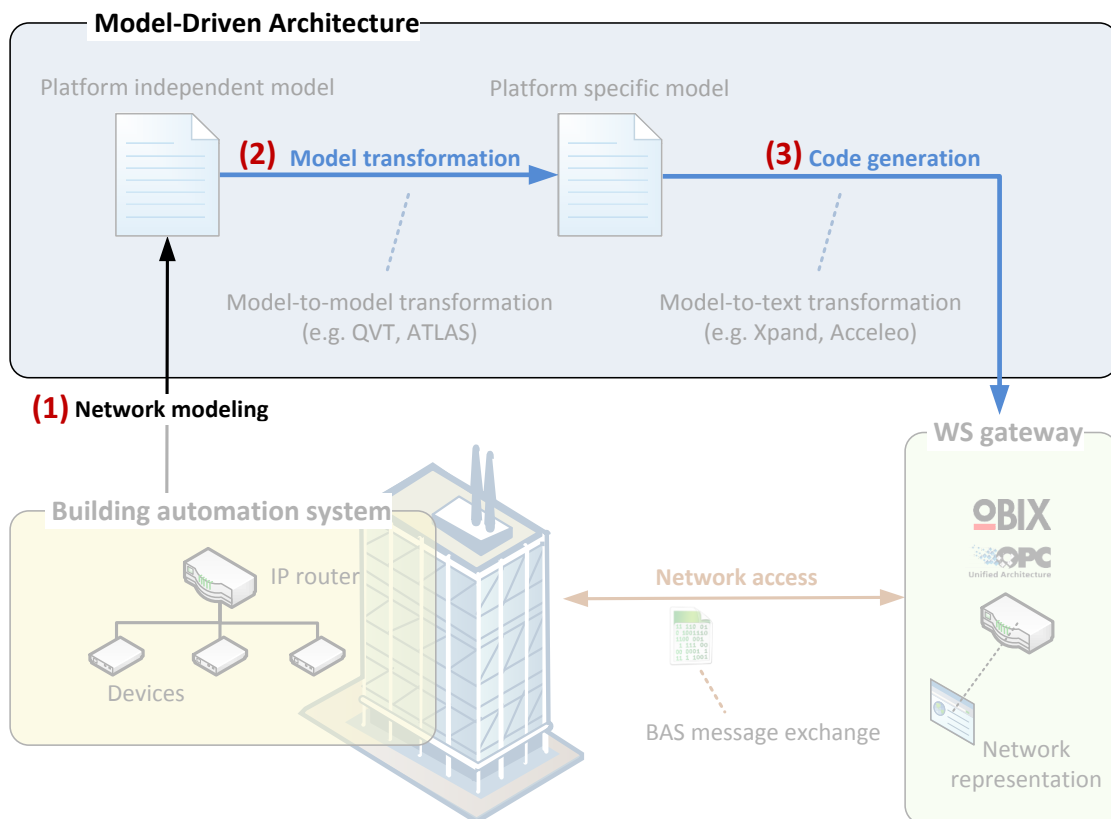 Model-Driven Architecture
Platform independent model
Platform specific model
(2) Model transformation
(3) Code generation
Model-to-model transformation
(e.g. QVT, ATLAS)
Model-to-text transformation
(e.g. Xpand, Acceleo)
(1) Network modeling
WS gateway
Building automation system
OBIX
OPC
Unified Architecture
IP router
Network access
Devices
BAS message exchange
Network
representation